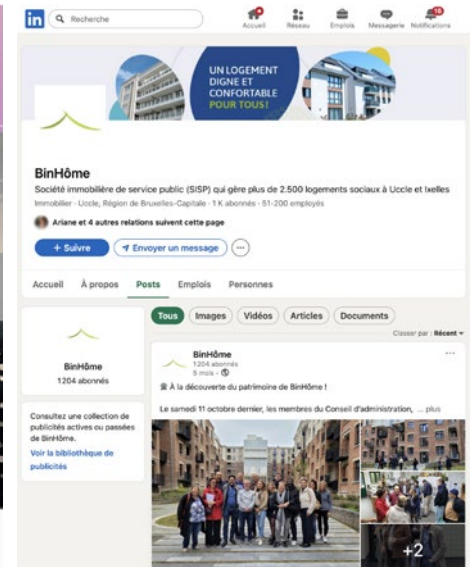 in
Recherche
Accueil
Réseau
Emplois
Messagerie
Notifications
16
UN LOGEMENT
DIGNE ET
CONFORTABLE
POUR TOUS!
BinHôme
Société immobilière de service public (SISP) qui gère plus de 2.500 logements sociaux à Uccle et Ixelles
Immobilier · Uccle, Région de Bruxelles-Capitale · 1 K abonnés · 51-200 employés
Ariane et 4 autres relations suivent cette page
+ Suivre
Envoyer un message
Accueil
À propos
Posts
Emplois
Personnes
Tous
Images
Vidéos
Articles
Documents
Classer par : Récent
BinHôme
1204 abonnés
Consultez une collection de
publicités actives ou passées
de BinHôme.
Voir la bibliothèque de
publicités
BinHôme
1204 abonnés
5 mois ·
À la découverte du patrimoine de BinHôme !
Le samedi 11 octobre dernier, les membres du Conseil d'administration, ... plus
+2